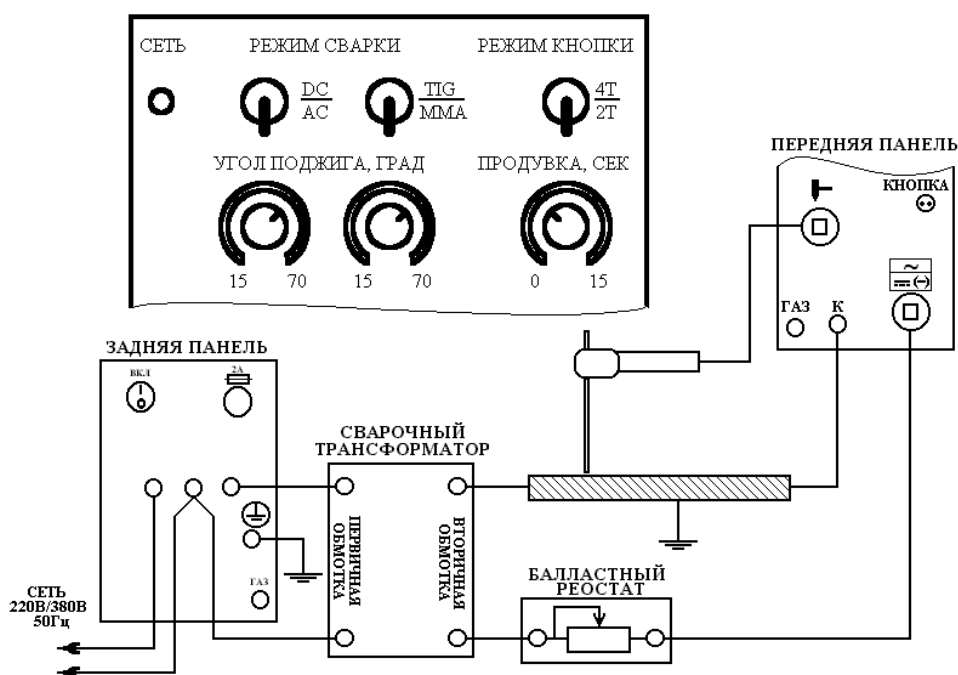 СЕТЬ
РЕЖИМ СВАРКИ
РЕЖИМ КНОПКИ
DC
AC
TIG
MMA
4T
2T
УГОЛ ПОДЖИГА, ГРАД
ПРОДУВКА, СЕК
15 70
15 70
0 15
ПЕРЕДНЯЯ ПАНЕЛЬ
КНОПКА
~
(-)
ГАЗ
К
ЗАДНЯЯ ПАНЕЛЬ
ВКЛ
2А
ГАЗ
СВАРОЧНЫЙ
ТРАНСФОРМАТОР
ПЕРВИЧНАЯ
ОБМОТКА
ВТОРИЧНАЯ
ОБМОТКА
БАЛЛАСТНЫЙ
РЕОСТАТ
СЕТЬ
220В/380В
50Гц